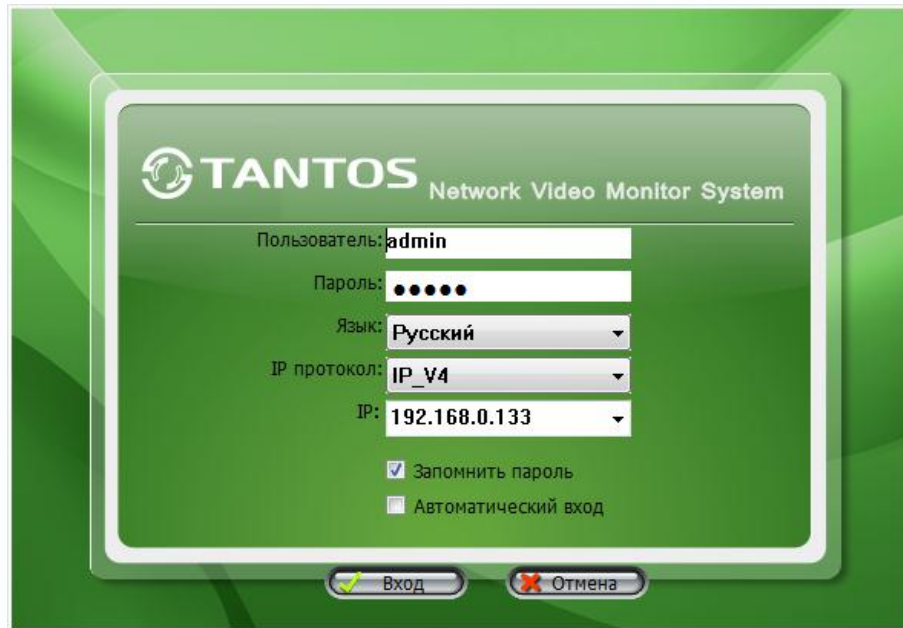 TANTOS
Network Video Monitor System
Пользователь: admin
Пароль: ●●●●●
Язык: Русский
IP протокол: IP_V4
IP: 192.168.0.133
Запомнить пароль
Автоматический вход
Вход Отмена